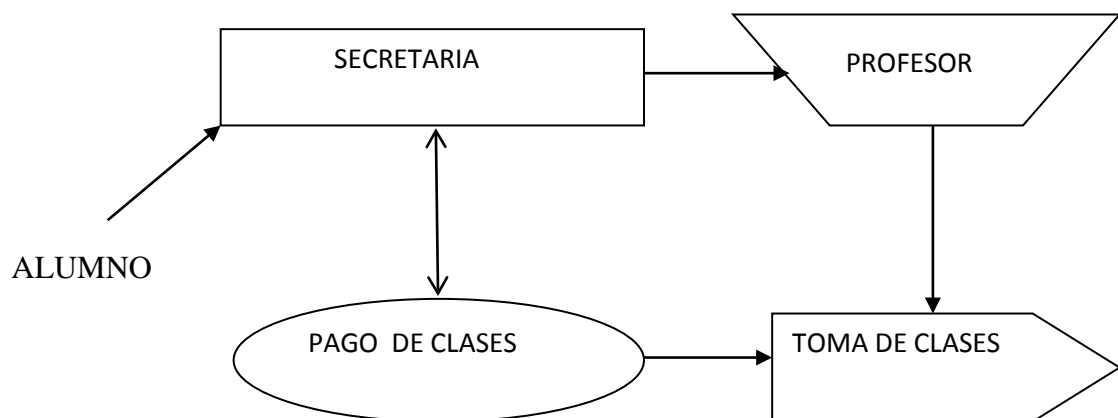 SECRETARIA
PROFESOR
ALUMNO
PAGO DE CLASES
TOMA DE CLASES